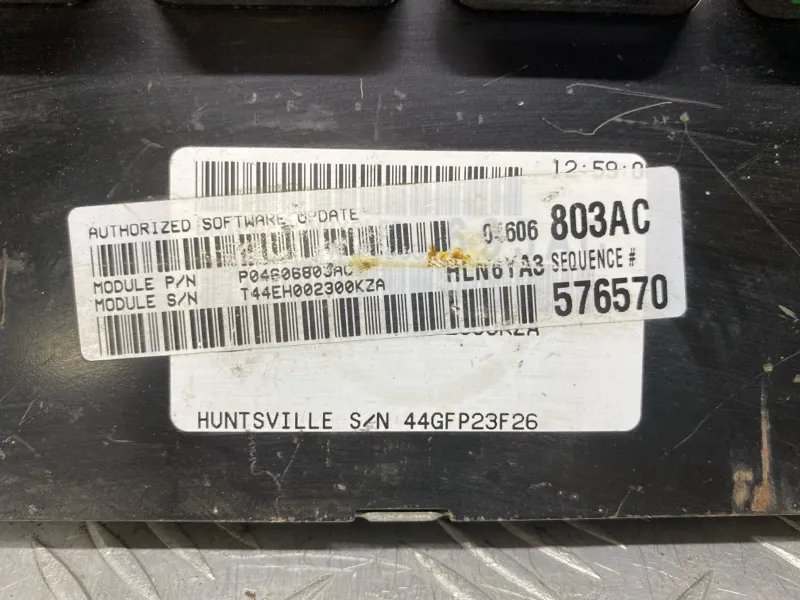 12:59:0
AUTHORIZED SOFTWARE UPDATE
04606 803AC
MODULE P/N P04606803AC
HLN6YA3 SEQUENCE #
MODULE S/N T44EH002300KZA
576570
HUNTSVILLE S/N 44GFP23F26